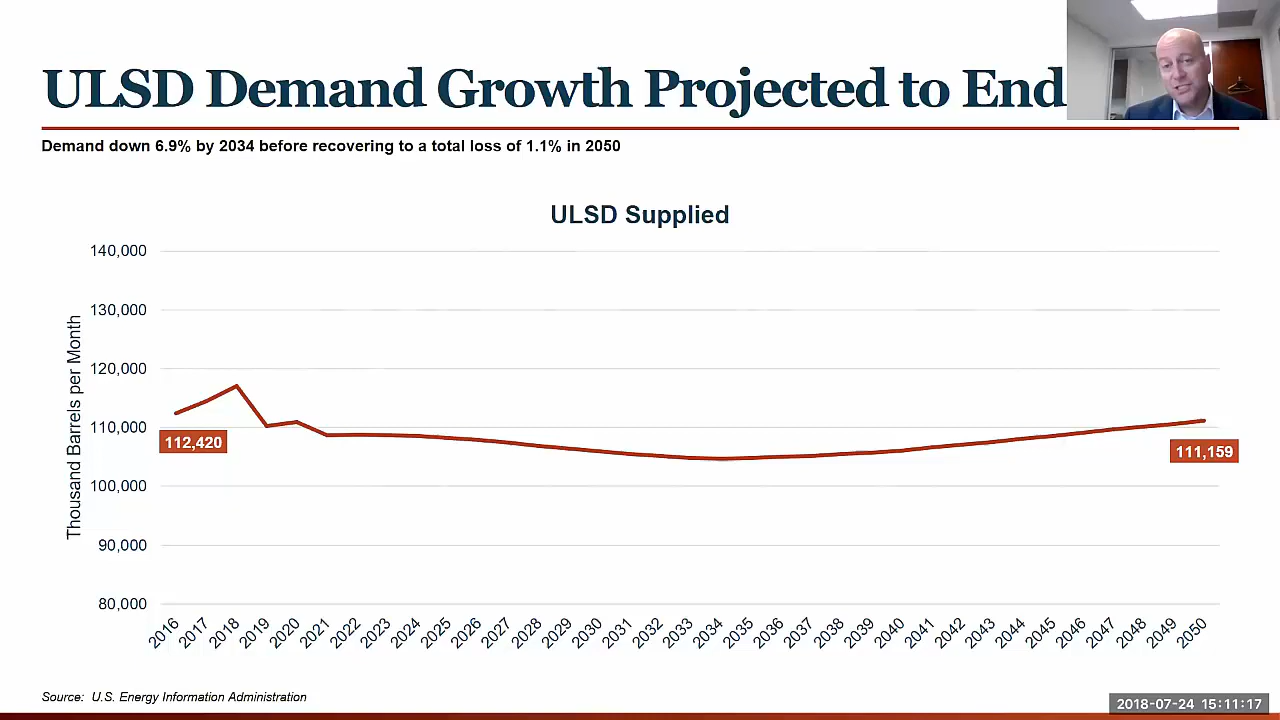 ULSD Demand Growth Projected to End
Demand down 6.9% by 2034 before recovering to a total loss of 1.1% in 2050
ULSD Supplied
Thousand Barrels per Month
140,000
130,000
120,000
110,000
100,000
90,000
80,000
112,420
111,159
2016 2017 2018 2019 2020 2021 2022 2023 2024 2025 2026 2027 2028 2029 2030 2031 2032 2033 2034 2035 2036 2037 2038 2039 2040 2041 2042 2043 2044 2045 2046 2047 2048 2049 2050
Source: U.S. Energy Information Administration
2018-07-24 15:11:17